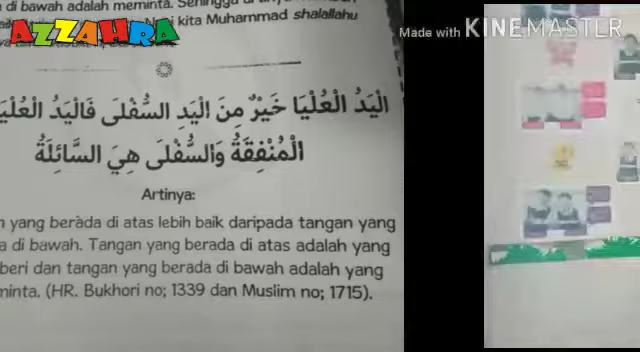 di bawah adalah meminta. Sehingga
AZZAHRA
kita Muhammad shalallahu
Made with KINEMASTER
الْيَدُ الْعُلْيَا خَيْرٌ مِنَ الْيَدِ السُّفْلَى فَالْيَدُ
الْمُنْفِقَةُ وَالسُّفْلَى هِيَ السَّائِلَةُ
Artinya:
yang berada di atas lebih baik daripada tangan yang
di bawah. Tangan yang berada di atas adalah yang
beri dan tangan yang berada di bawah adalah yang
minta. (HR. Bukhori no; 1339 dan Muslim no; 1715).